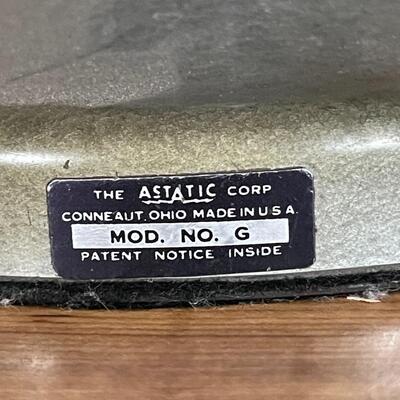 THE ASTATIC CORP
CONNEAUT, OHIO MADE IN U S A.
MOD. NO. G
PATENT NOTICE INSIDE